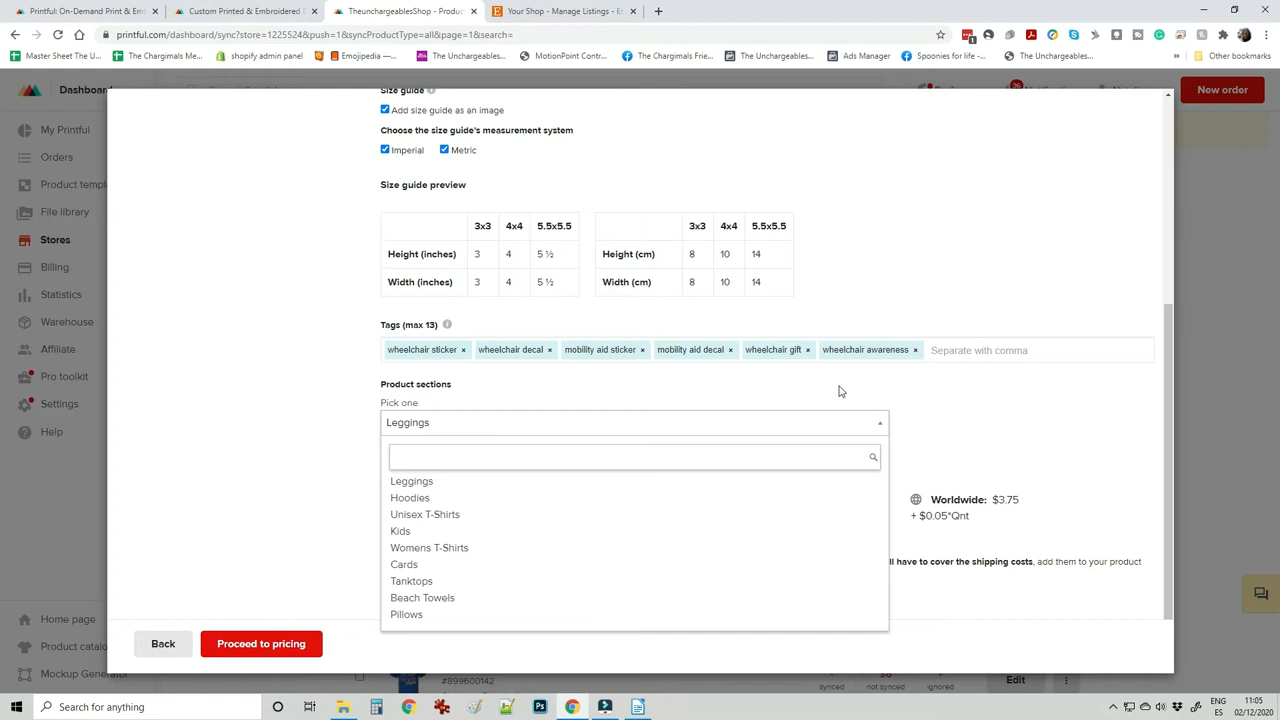 Printful: On-Demand Print & Emb
Custom Printed & Embroidered
TheunchargeablesShop - Product
Your Shop - Manage Listings - Et
printful.com/dashboard/sync?store=1225524&push=1&syncProductType=all&page=1&search=
Master Sheet The U...
The Chargimals Me...
shopify admin panel
Emojipedia —...
The Unchargeables...
MotionPoint Contr...
The Chargimals Frie...
The Unchargeables...
Ads Manager
Spoonies for life -...
The Unchargeables...
»
Other bookmarks
Dashboard
36
New order
Size guide
Add size guide as an image
My Printful
Choose the size guide's measurement system
Imperial
Metric
Orders
Product temp
Size guide preview
File library
3x3 4x4 5.5x5.5
3x3 4x4 5.5x5.5
Stores
Height (inches) 3 4 5 ½
Height (cm) 8 10 14
Billing
Width (inches) 3 4 5 ½
Width (cm) 8 10 14
Statistics
Warehouse
Tags (max 13)
Affiliate
wheelchair sticker × wheelchair decal × mobility aid sticker × mobility aid decal × wheelchair gift × wheelchair awareness × Separate with comma
Pro toolkit
Product sections
Settings
Pick one
Leggings
Help
Leggings
Hoodies
Unisex T-Shirts
Kids
Womens T-Shirts
Cards
Tanktops
Beach Towels
Pillows
Worldwide: $3.75
+ $0.05*Qnt
ll have to cover the shipping costs, add them to your product
Home page
Product catalo
Mockup Generator
Back
Proceed to pricing
#899600142
synced
36
not synced
ignored
Edit
Search for anything
ENG
ES
11:05
02/12/2020